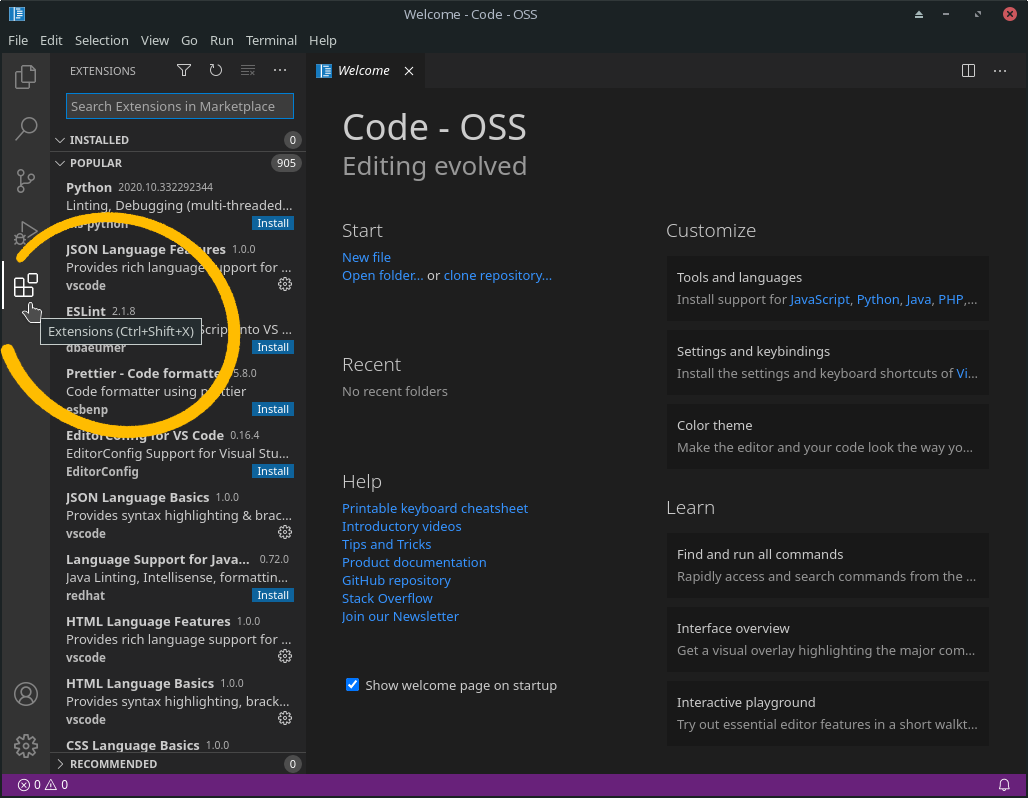 Welcome - Code - OSS
File Edit Selection View Go Run Terminal Help
EXTENSIONS
Search Extensions in Marketplace
INSTALLED 0
POPULAR 905
Python 2020.10.332292344
Linting, Debugging (multi-threaded...
ms-python Install
JSON Language Features 1.0.0
Provides rich language support for ...
vscode
ESLint 2.1.8
Script into VS ...
Extensions (Ctrl+Shift+X)
dbaeumer Install
Prettier - Code formatter 5.8.0
Code formatter using prettier
esbenp Install
EditorConfig for VS Code 0.16.4
EditorConfig Support for Visual Stu...
EditorConfig Install
JSON Language Basics 1.0.0
Provides syntax highlighting & brac...
vscode
Language Support for Java... 0.72.0
Java Linting, Intellisense, formattin...
redhat Install
HTML Language Features 1.0.0
Provides rich language support for ...
vscode
HTML Language Basics 1.0.0
Provides syntax highlighting, brack...
vscode
CSS Language Basics 1.0.0
RECOMMENDED 0
Welcome
Code - OSS
Editing evolved
Start
New file
Open folder... or clone repository...
Recent
No recent folders
Help
Printable keyboard cheatsheet
Introductory videos
Tips and Tricks
Product documentation
GitHub repository
Stack Overflow
Join our Newsletter
Show welcome page on startup
Customize
Tools and languages
Install support for JavaScript, Python, Java, PHP,...
Settings and keybindings
Install the settings and keyboard shortcuts of Vi...
Color theme
Make the editor and your code look the way yo...
Learn
Find and run all commands
Rapidly access and search commands from the ...
Interface overview
Get a visual overlay highlighting the major com...
Interactive playground
Try out essential editor features in a short walkt...
0 0